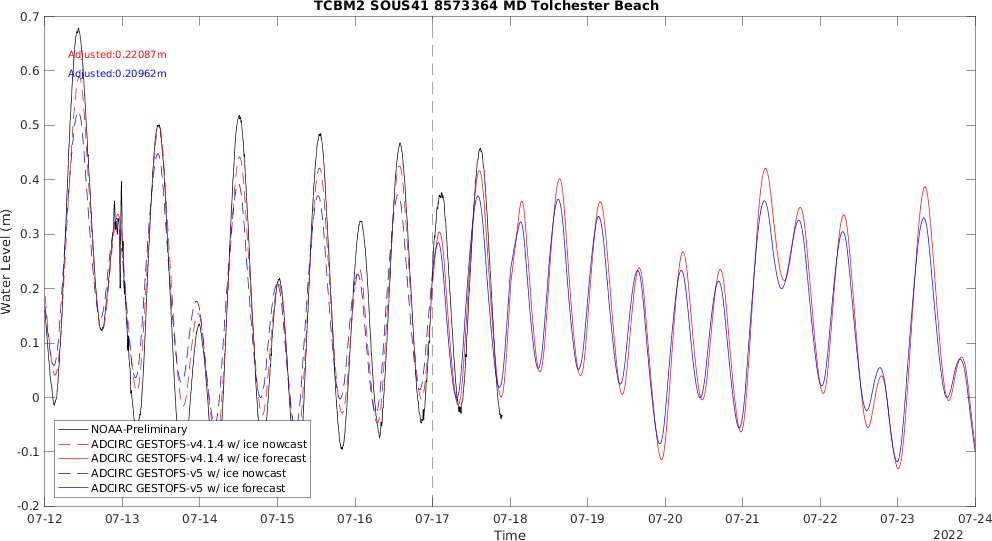 TCBM2 SOUS41 8573364 MD Tolchester Beach
0.7
0.6
0.5
0.4
0.3
0.2
0.1
0
-0.1
-0.2
Water Level (m)
Adjusted:0.22087m
Adjusted:0.20962m
NOAA-Preliminary
ADCIRC GESTOFS-v4.1.4 w/ ice nowcast
ADCIRC GESTOFS-v4.1.4 w/ ice forecast
ADCIRC GESTOFS-v5 w/ ice nowcast
ADCIRC GESTOFS-v5 w/ ice forecast
07-12 07-13 07-14 07-15 07-16 07-17 07-18 07-19 07-20 07-21 07-22 07-23 07-24
Time
2022